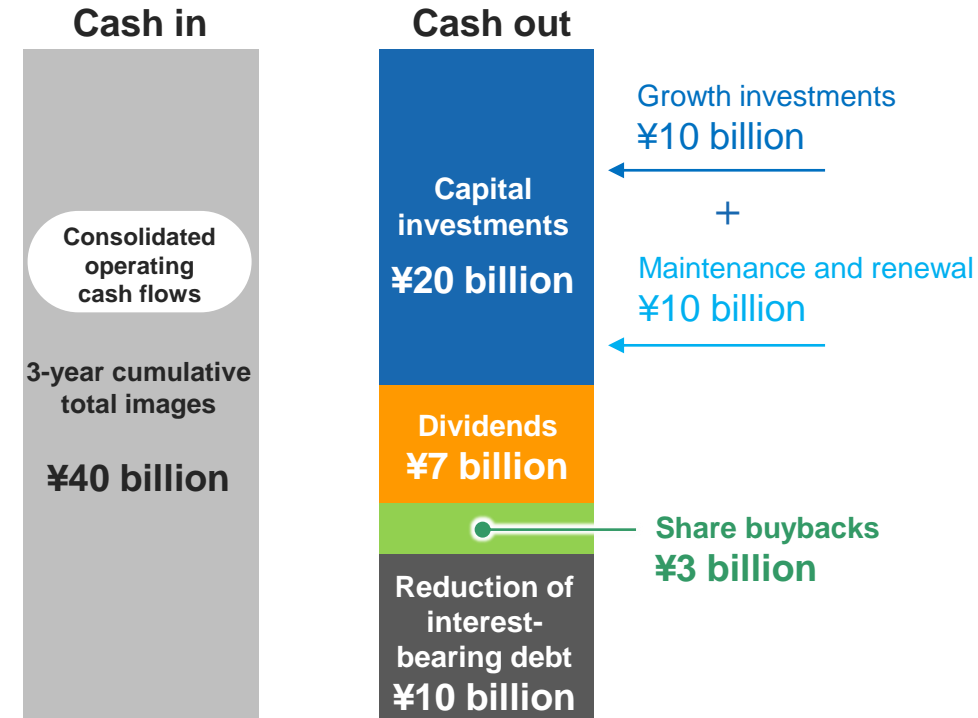 Cash in
Consolidated
operating
cash flows
3-year cumulative
total images
¥40 billion
Cash out
Capital
investments
¥20 billion
Dividends
¥7 billion
Reduction of
interest-
bearing debt
¥10 billion
Growth investments
¥10 billion
+
Maintenance and renewal
¥10 billion
Share buybacks
¥3 billion